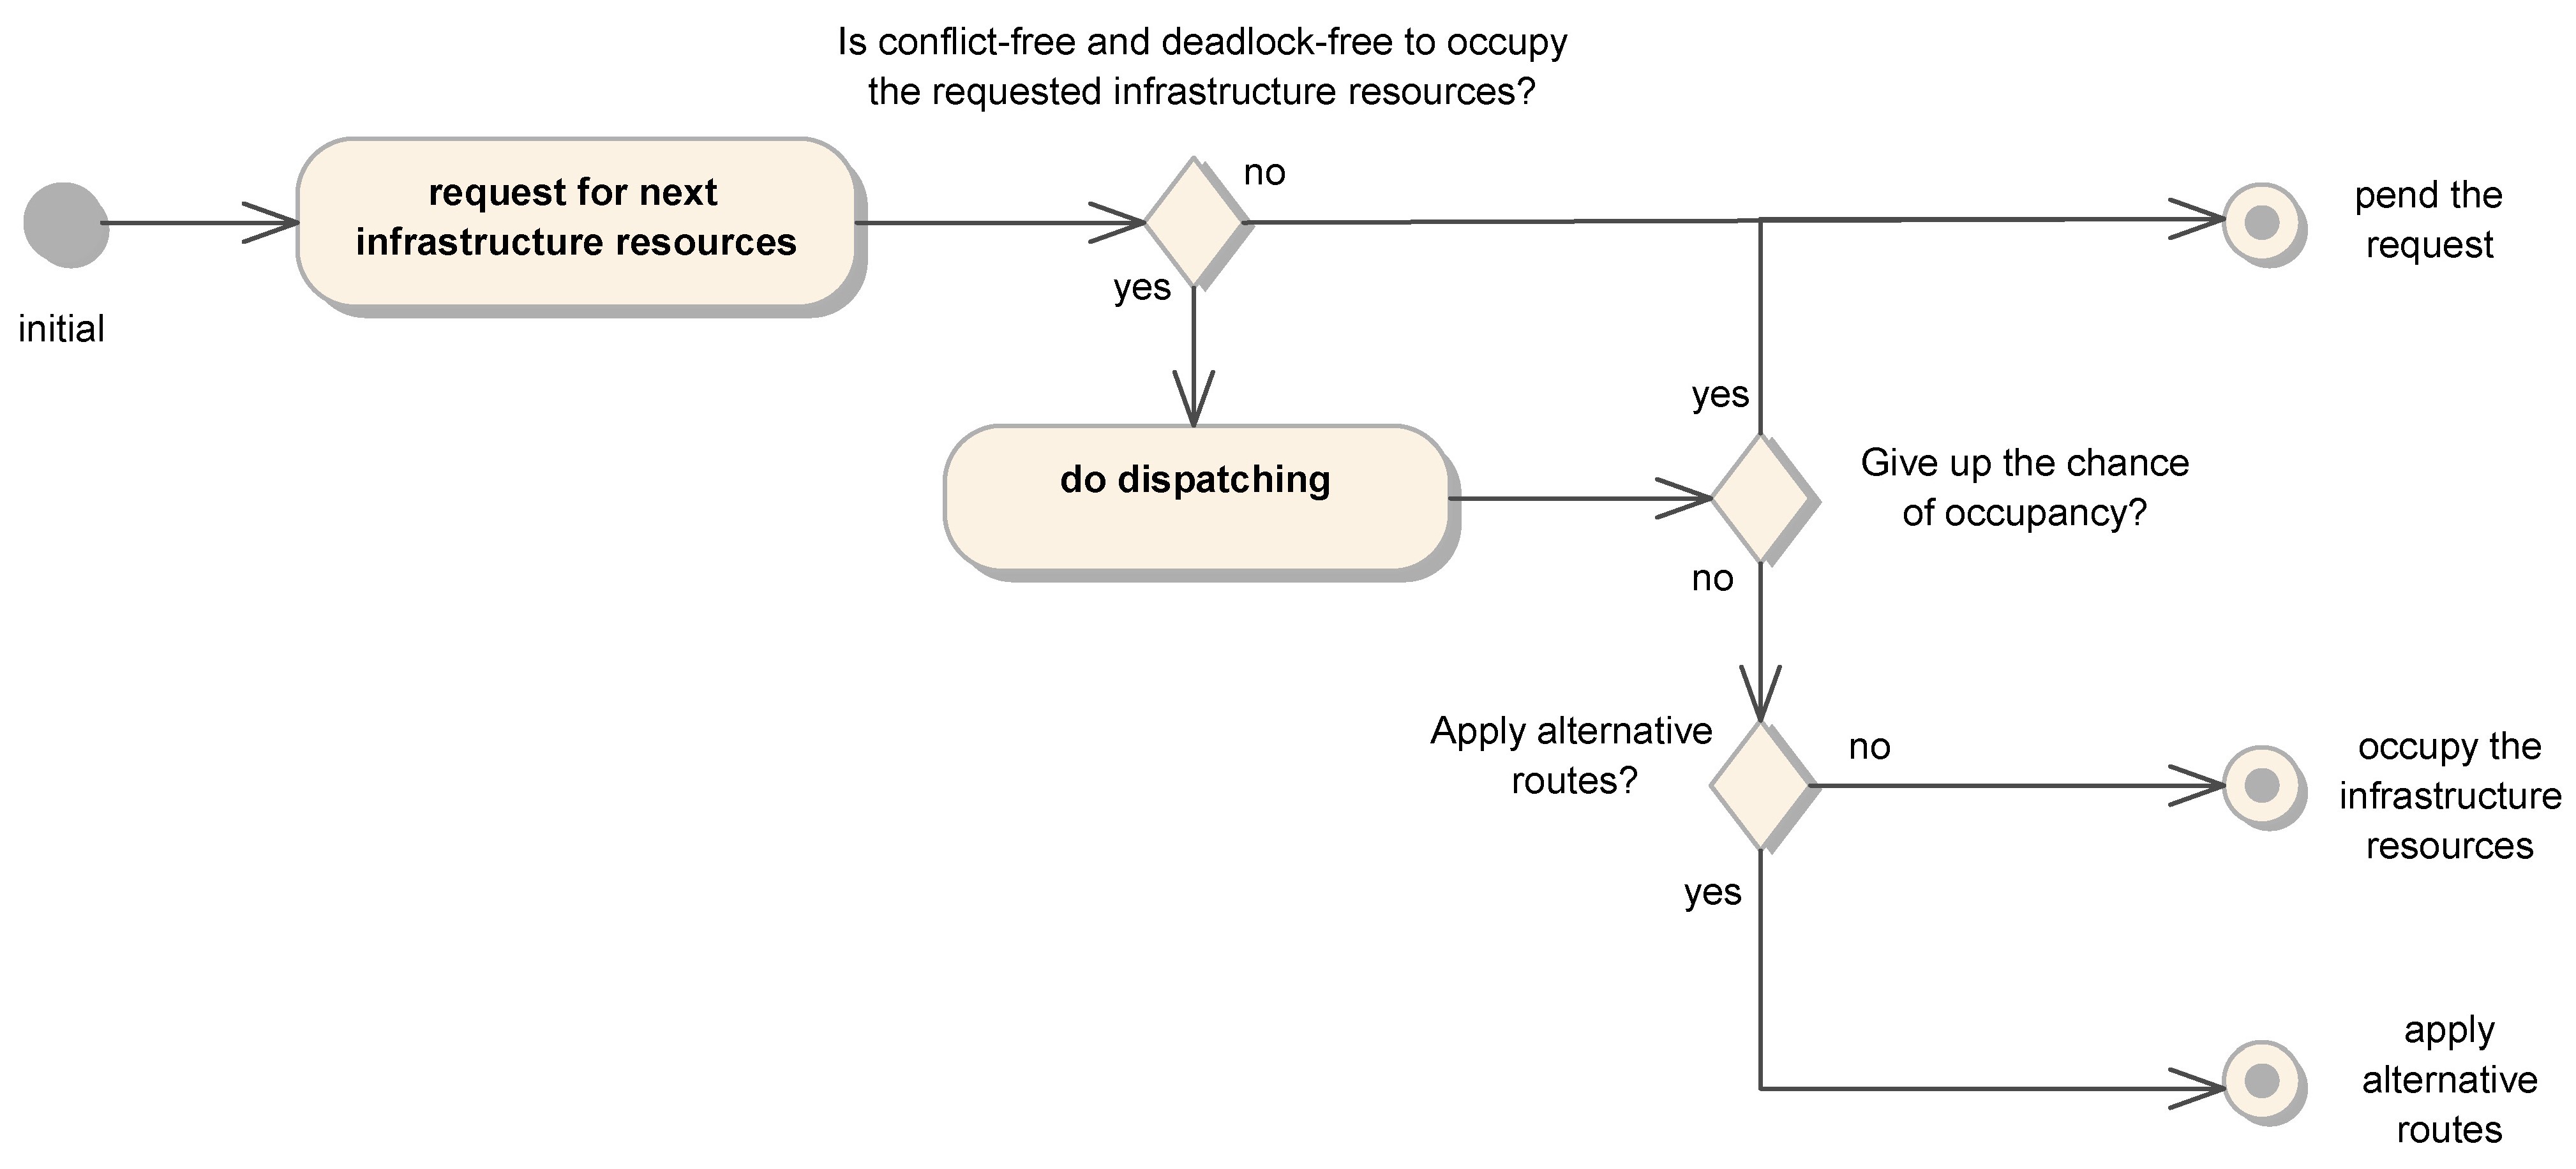 Is conflict-free and deadlock-free to occupy
the requested infrastructure resources?
initial
request for next
infrastructure resources
no
yes
pend the
request
do dispatching
yes
Give up the chance
of occupancy?
no
Apply alternative
routes?
no
occupy the
infrastructure
resources
yes
apply
alternative
routes